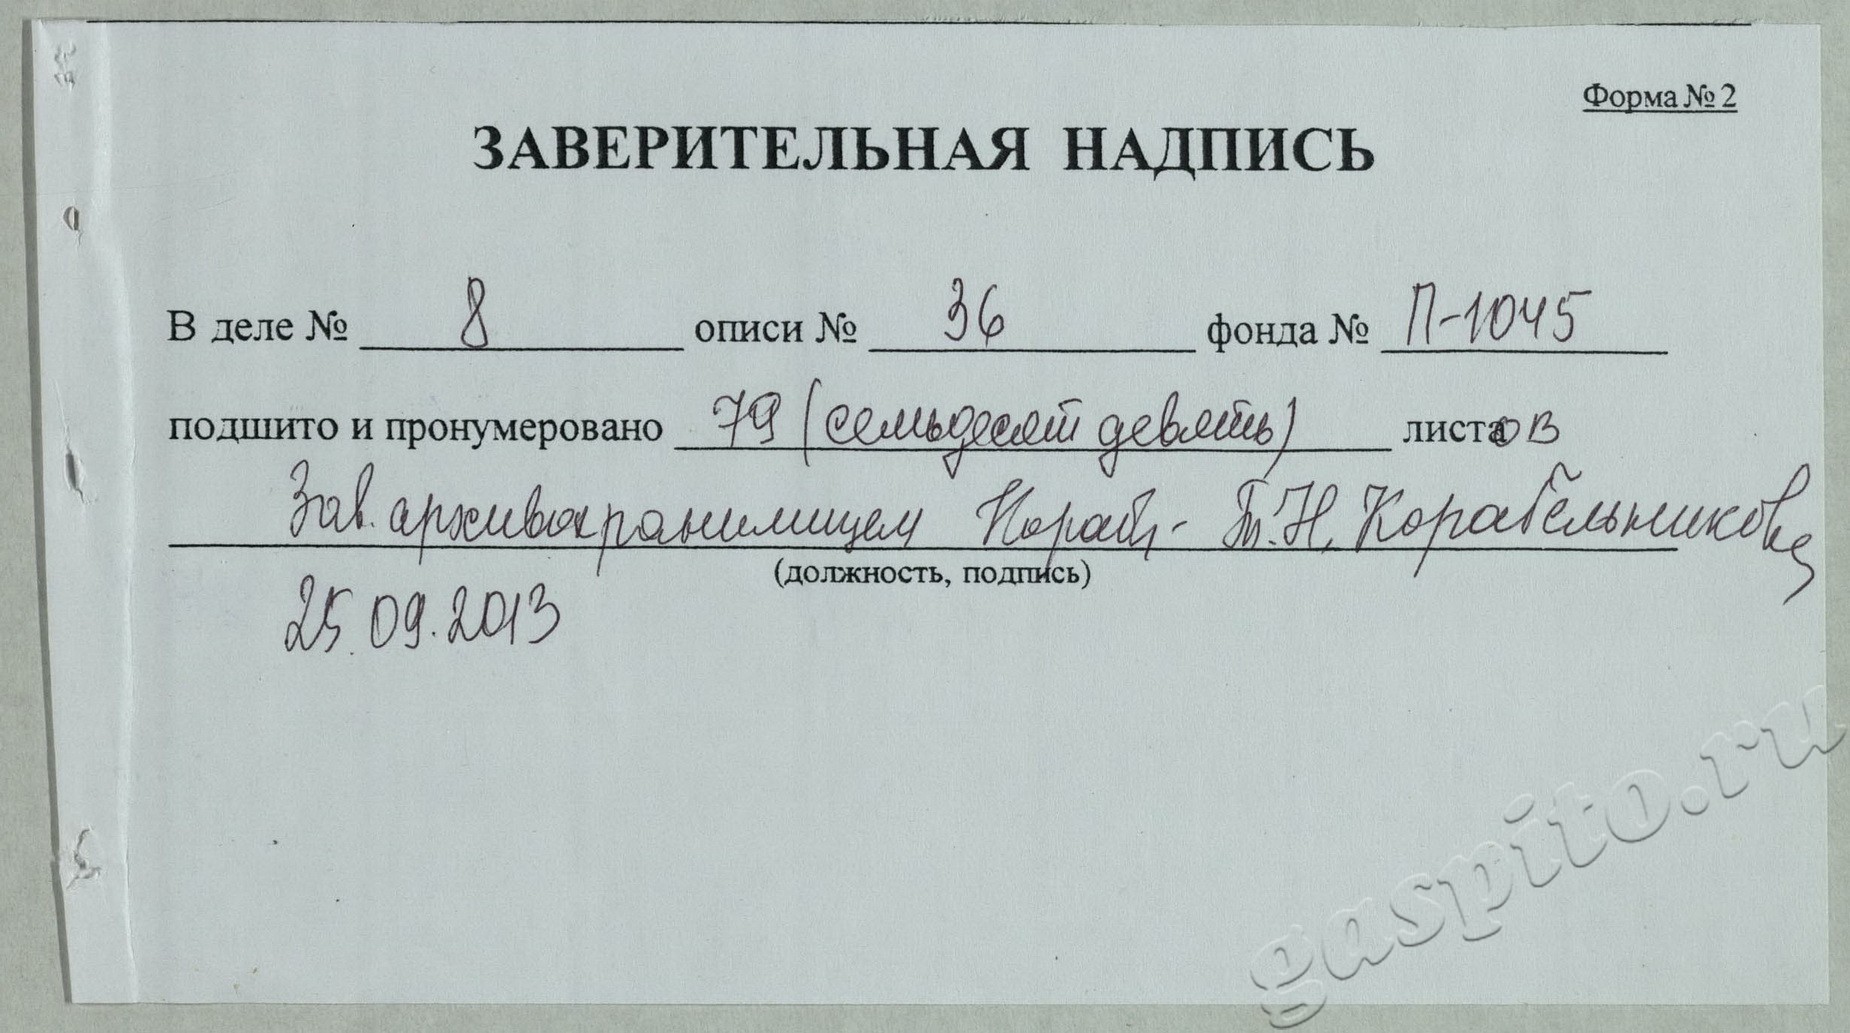 Форма № 2
ЗАВЕРИТЕЛЬНАЯ НАДПИСЬ
В деле № 8 описи № 36 фонда № П-1045
подшито и пронумеровано 79 (семьдесят девять) листов
Зав. архивохранилищем Кораб- Т.Н. Корабельникова
(должность, подпись)
25.09.2013
gaspito.ru